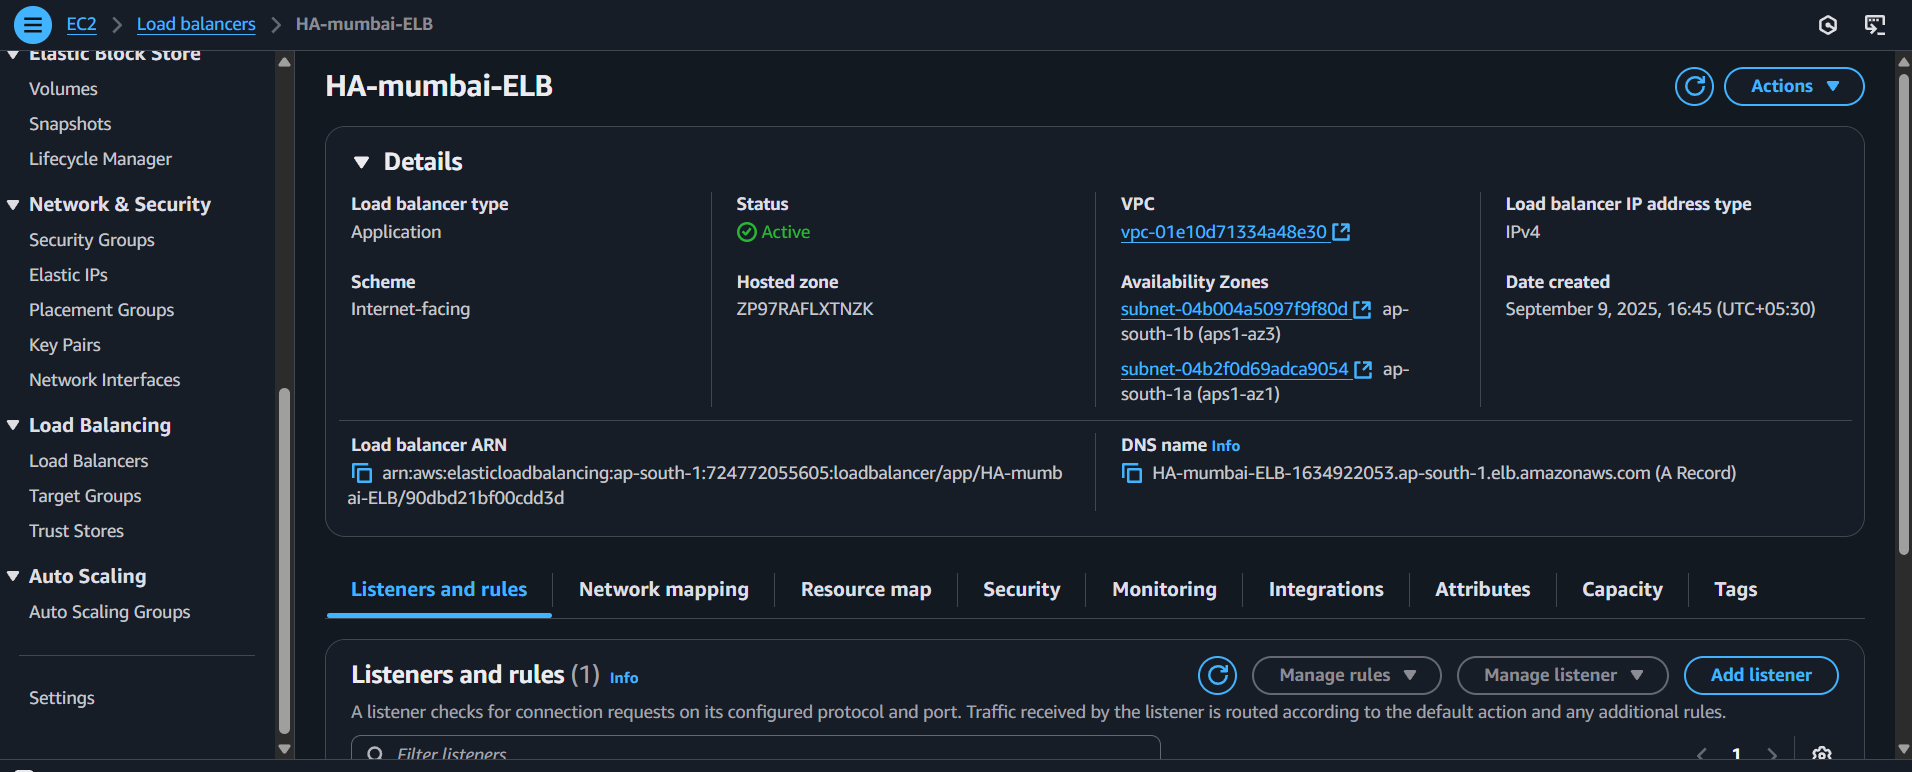 EC2 > Load balancers > HA-mumbai-ELB
Elastic Block Store
Volumes
Snapshots
Lifecycle Manager
Network & Security
Security Groups
Elastic IPs
Placement Groups
Key Pairs
Network Interfaces
Load Balancing
Load Balancers
Target Groups
Trust Stores
Auto Scaling
Auto Scaling Groups
Settings
HA-mumbai-ELB
Actions
Details
Load balancer type
Application
Status
Active
VPC
vpc-01e10d71334a48e30
Load balancer IP address type
IPv4
Scheme
Internet-facing
Hosted zone
ZP97RAFLXTNZK
Availability Zones
subnet-04b004a5097f9f80d ap-
south-1b (aps1-az3)
subnet-04b2f0d69adca9054 ap-
south-1a (aps1-az1)
Date created
September 9, 2025, 16:45 (UTC+05:30)
Load balancer ARN
arn:aws:elasticloadbalancing:ap-south-1:724772055605:loadbalancer/app/HA-mumb
ai-ELB/90dbd21bf00cdd3d
DNS name Info
HA-mumbai-ELB-1634922053.ap-south-1.elb.amazonaws.com (A Record)
Listeners and rules
Network mapping
Resource map
Security
Monitoring
Integrations
Attributes
Capacity
Tags
Listeners and rules (1) Info
Manage rules
Manage listener
Add listener
A listener checks for connection requests on its configured protocol and port. Traffic received by the listener is routed according to the default action and any additional rules.
Filter listeners
1